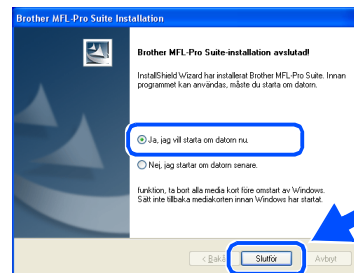 Brother MFL-Pro Suite Installation
Brother MFL-Pro Suite-installation avslutad!
InstallShield Wizard har installerat Brother MFL-Pro Suite. Innan
programmet kan användas, måste du starta om datorn.
Ja, jag vill starta om datorn nu.
Nej, jag startar om datorn senare.
funktion, ta bort alla media kort före omstart av Windows.
Sätt inte tillbaka mediakorten innan Windows har startat.
< Bakå
Slutför
Avbryt